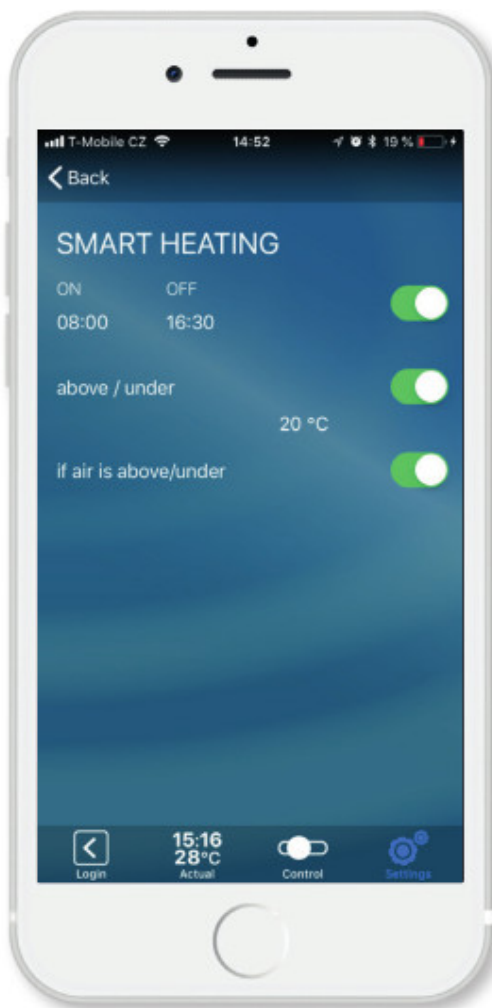 T-Mobile CZ 14:52 19 %
Back
SMART HEATING
ON OFF
08:00 16:30
above / under
20 °C
if air is above/under
15:16
28°C
Login Actual Control Settings